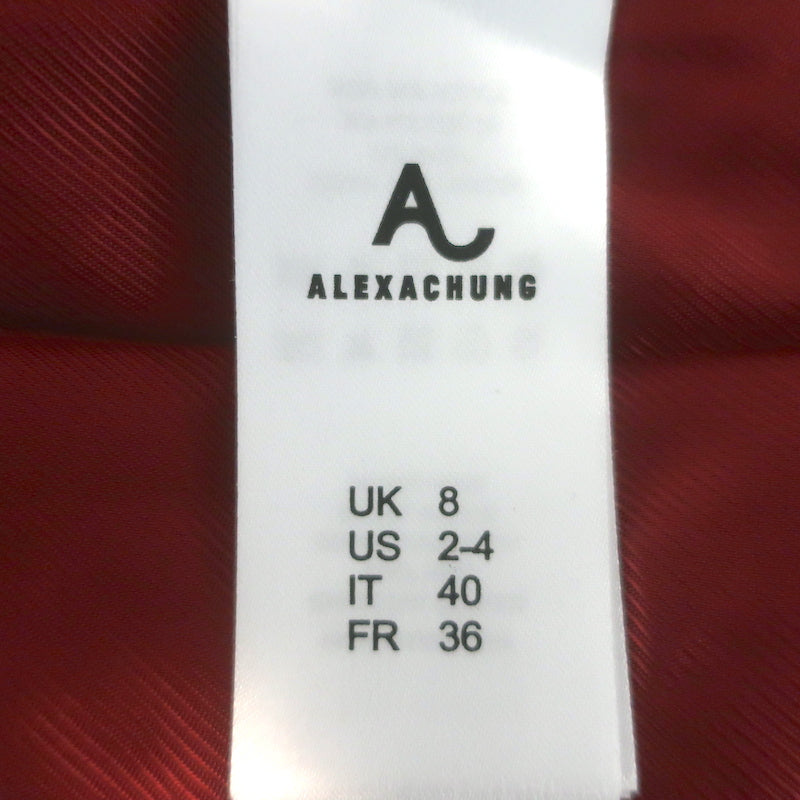 A
ALEXACHUNG
UK 8
US 2-4
IT 40
FR 36